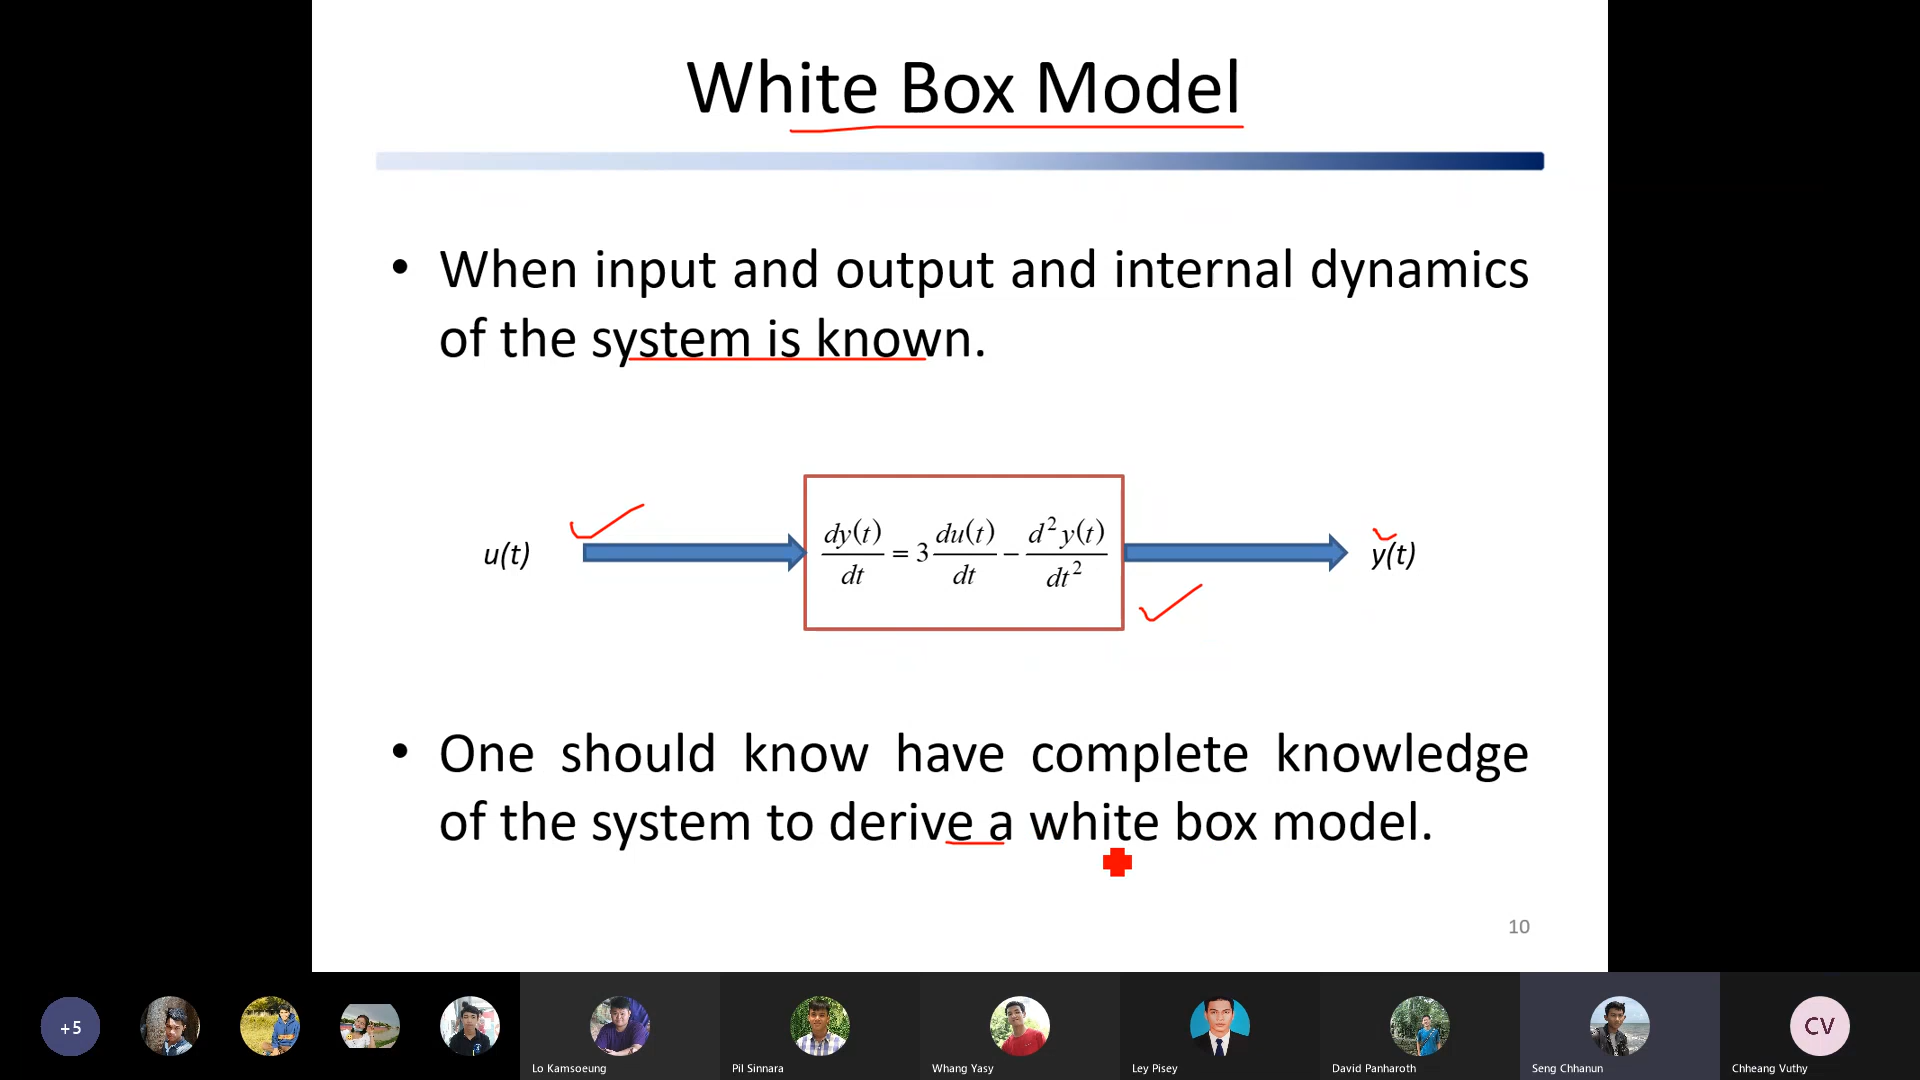 White Box Model
• When input and output and internal dynamics
of the system is known.
u(t)
dy(t)/dt = 3 du(t)/dt − d²y(t)/dt²
y(t)
• One should know have complete knowledge
of the system to derive a white box model.
10
+5
Lo Kamsoeung
Pil Sinnara
Whang Yasy
Ley Pisey
David Panharoth
Seng Chhanun
CV
Chheang Vuthy